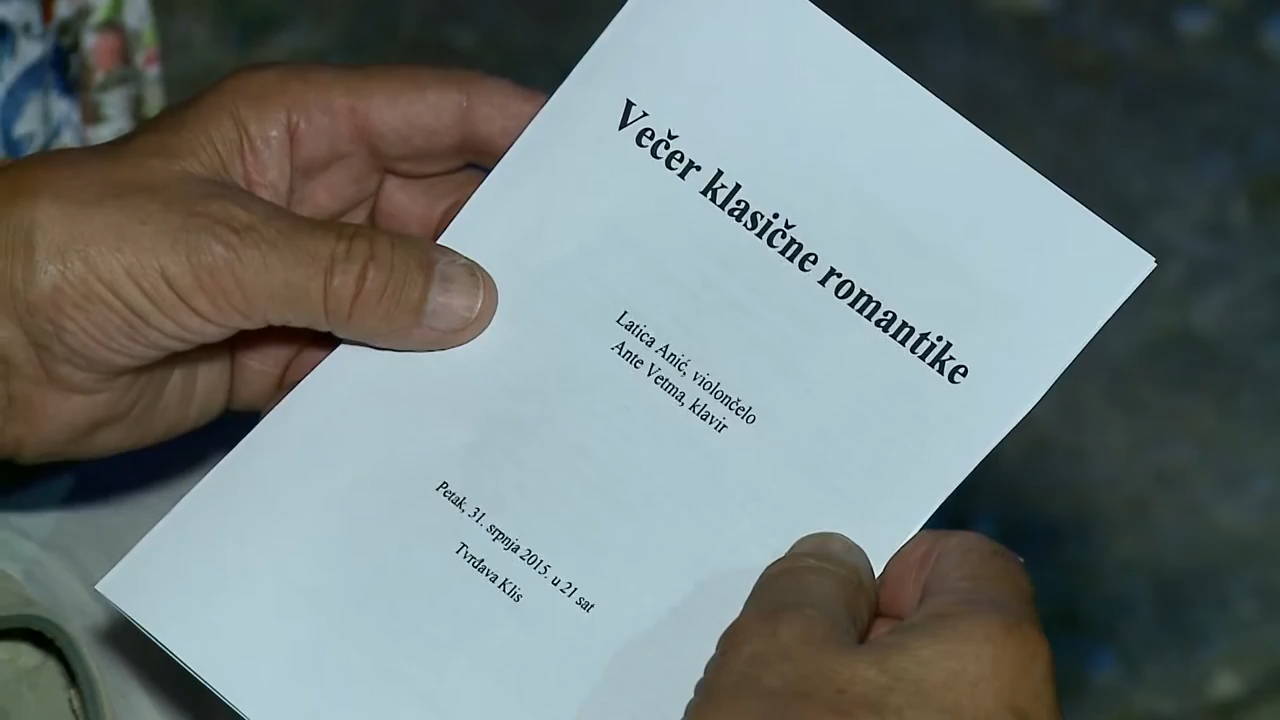 Večer klasične romantike
Latica Anić, violončelo
Ante Vetma, klavir
Petak, 31. srpnja 2015. u 21 sat
Tvrđava Klis